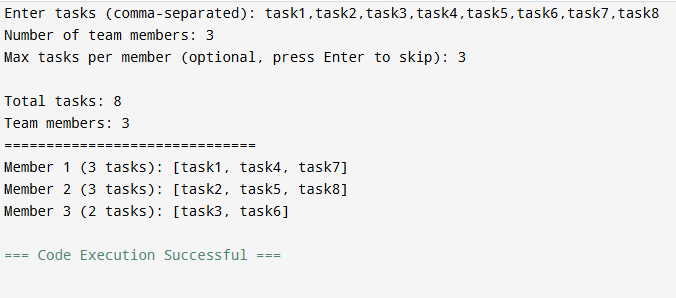 Enter tasks (comma-separated): task1,task2,task3,task4,task5,task6,task7,task8
Number of team members: 3
Max tasks per member (optional, press Enter to skip): 3
Total tasks: 8
Team members: 3
==============================
Member 1 (3 tasks): [task1, task4, task7]
Member 2 (3 tasks): [task2, task5, task8]
Member 3 (2 tasks): [task3, task6]
=== Code Execution Successful ===